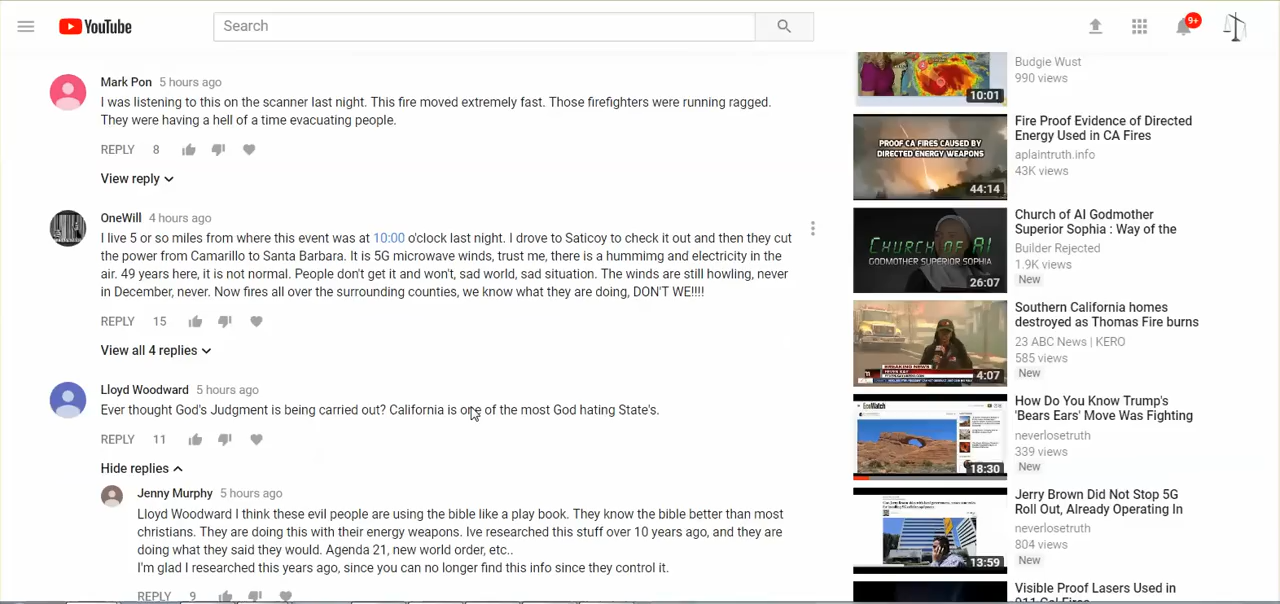 YouTube
Search
9+
Mark Pon 5 hours ago
I was listening to this on the scanner last night. This fire moved extremely fast. Those firefighters were running ragged.
They were having a hell of a time evacuating people.
REPLY 8
View reply
OneWill 4 hours ago
I live 5 or so miles from where this event was at 10:00 o'clock last night. I drove to Saticoy to check it out and then they cut
the power from Camarillo to Santa Barbara. It is 5G microwave winds, trust me, there is a hummimg and electricity in the
air. 49 years here, it is not normal. People don't get it and won't, sad world, sad situation. The winds are still howling, never
in December, never. Now fires all over the surrounding counties, we know what they are doing, DON'T WE!!!!
REPLY 15
View all 4 replies
Lloyd Woodward 5 hours ago
Ever thought God's Judgment is being carried out? California is one of the most God hating State's.
REPLY 11
Hide replies
Jenny Murphy 5 hours ago
Lloyd Woodward the evil people are using the bible like a play book. They know the bible better than most
christians. They are doing this with their energy weapons. Ive researched this stuff over 10 years ago, and they are
doing what they said they would. Agenda 21, new world order, etc..
I'm glad I researched this years ago, since you can no longer find this info since they control it.
REPLY 9
Budgie Wust
990 views
10:01
PROOF CA FIRES CAUSED BY
DIRECTED ENERGY WEAPONS
44:14
Fire Proof Evidence of Directed
Energy Used in CA Fires
aplaintruth.info
43K views
CHURCH OF AI
GODMOTHER SUPERIOR SOPHIA
26:07
Church of AI Godmother
Superior Sophia : Way of the
Builder Rejected
1.9K views
New
4:07
Southern California homes
destroyed as Thomas Fire burns
23 ABC News | KERO
585 views
New
EcoWatch
18:30
How Do You Know Trump's
'Bears Ears' Move Was Fighting
neverlosetruth
339 views
New
13:59
Jerry Brown Did Not Stop 5G
Roll Out, Already Operating In
neverlosetruth
804 views
New
Visible Proof Lasers Used in
911 Cal Fires